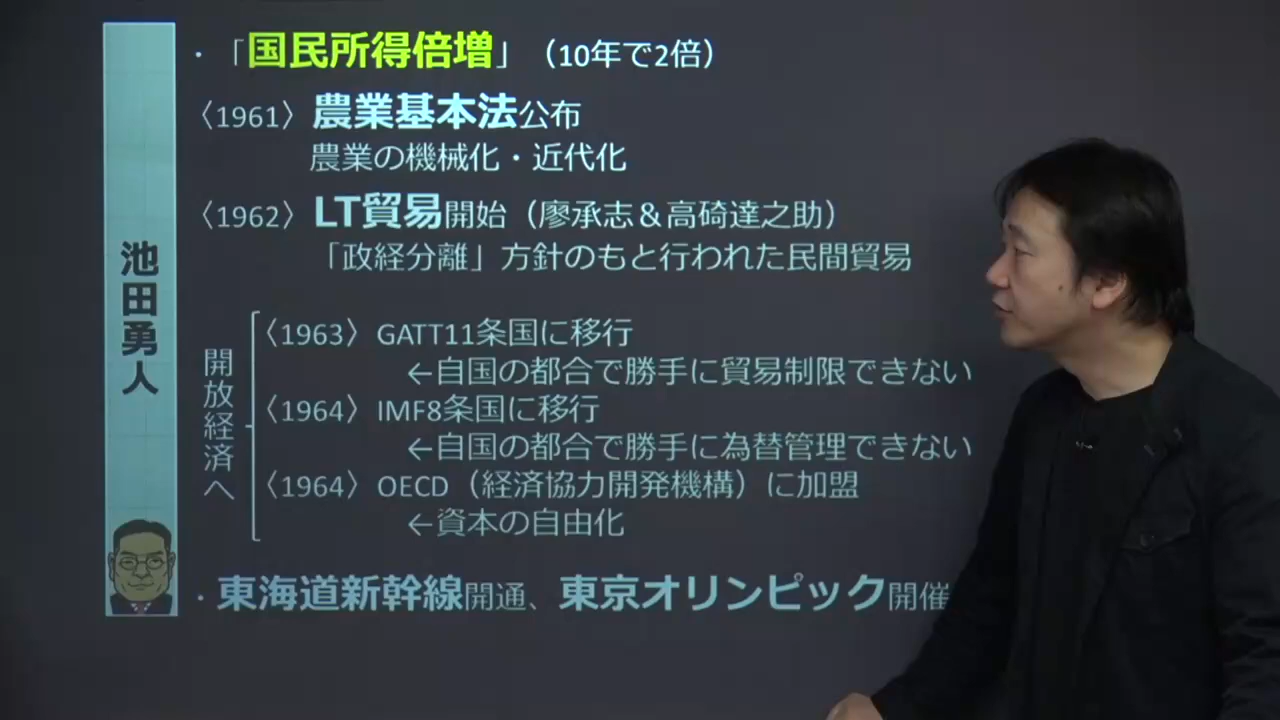 池田勇人
・「国民所得倍増」（10年で2倍）
〈1961〉農業基本法公布
農業の機械化・近代化
〈1962〉LT貿易開始（廖承志＆高碕達之助）
「政経分離」方針のもと行われた民間貿易
開放経済へ
〈1963〉GATT11条国に移行
←自国の都合で勝手に貿易制限できない
〈1964〉IMF8条国に移行
←自国の都合で勝手に為替管理できない
〈1964〉OECD（経済協力開発機構）に加盟
←資本の自由化
・東海道新幹線開通、東京オリンピック開催